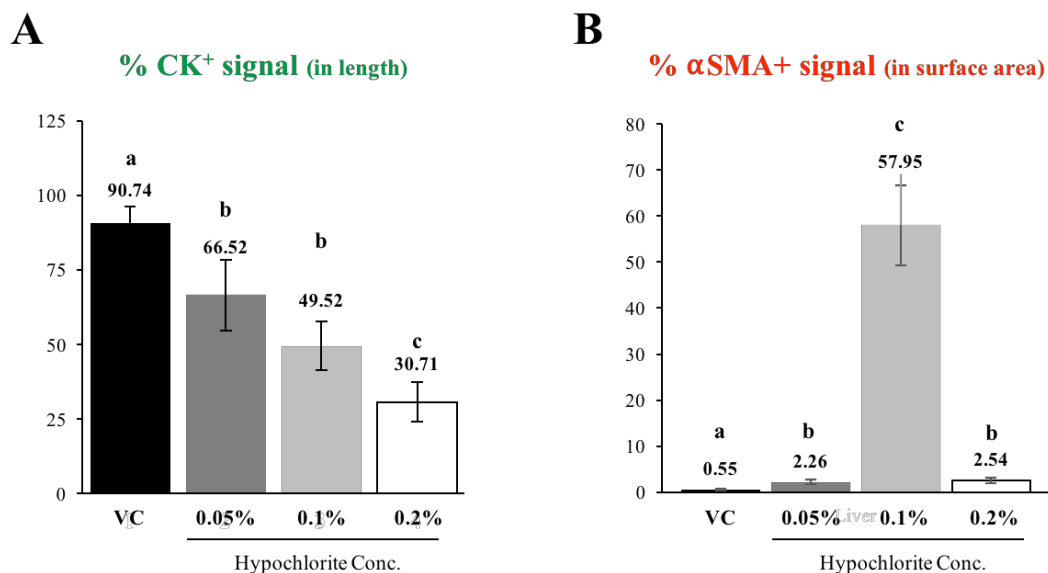 A
% CK+ signal (in length)
125
100
75
50
25
0
a
90.74
b
66.52
b
49.52
c
30.71
VC 0.05% 0.1% 0.2%
Hypochlorite Conc.
B
% αSMA+ signal (in surface area)
80
70
60
50
40
30
20
10
0
a
0.55
b
2.26
c
57.95
b
2.54
VC 0.05% 0.1% 0.2%
Liver
Hypochlorite Conc.